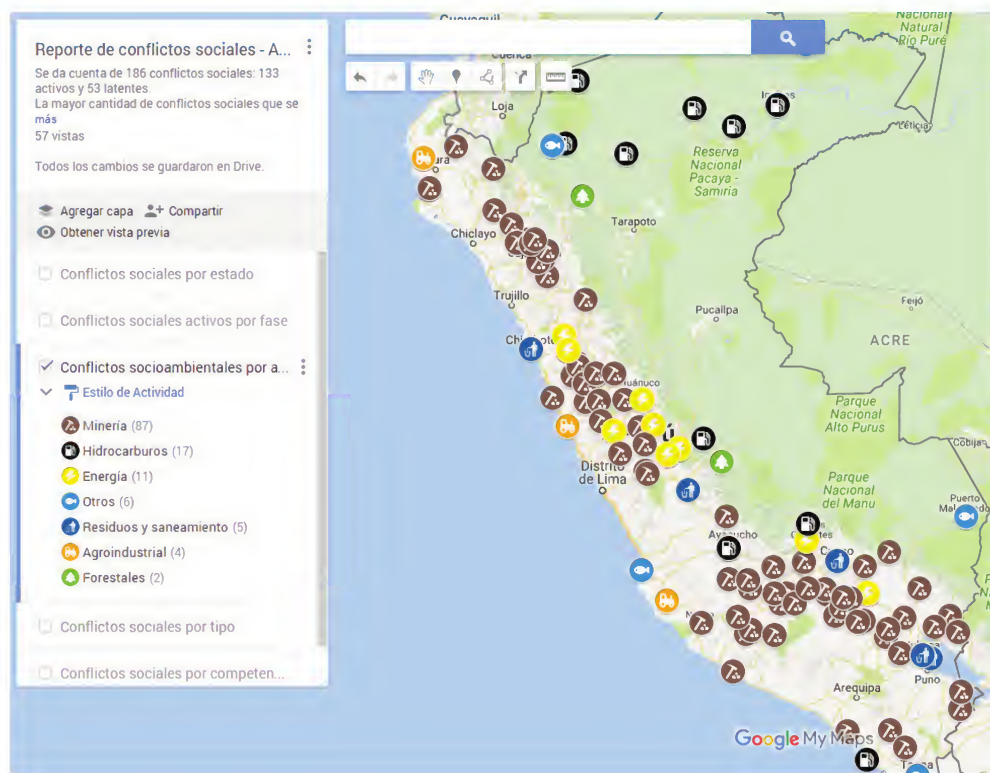 Reporte de conflictos sociales - A...
Se da cuenta de 186 conflictos sociales: 133
activos y 53 latentes
La mayor cantidad de conflictos sociales que se
más
57 vistas
Todos los cambios se guardaron en Drive.
Agregar capa Compartir
Obtener vista previa
Conflictos sociales por estado
Conflictos sociales activos por fase
Conflictos socioambientales por a...
Estilo de Actividad
Minería (87)
Hidrocarburos (17)
Energía (11)
Otros (6)
Residuos y saneamiento (5)
Agroindustrial (4)
Forestales (2)
Conflictos sociales por tipo
Conflictos sociales por competen...
Guayaquil
Cuenca
Loja
Nacional
Natural
Río Puré
Leticia
Reserva
Nacional
Pacaya -
Samiria
Tarapoto
Chiclayo
Trujillo
Pucallpa
Feijó
ACRE
Parque
Nacional
Alto Purus
Cobija
Distrito
de Lima
Parque
Nacional
del Manu
Puerto
Ayacucho
Arequipa
Puno
Google My Maps